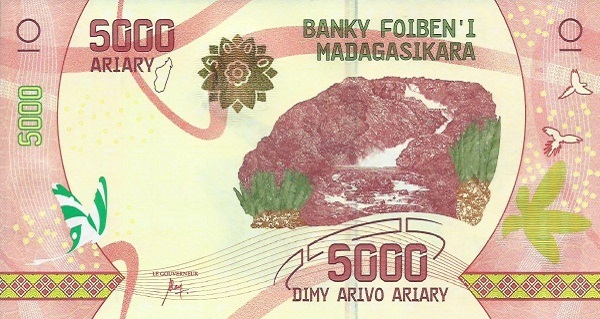 5000
ARIARY
BANKY FOIBEN'I
MADAGASIKARA
5000
LE GOUVERNEUR
5000
DIMY ARIVO ARIARY